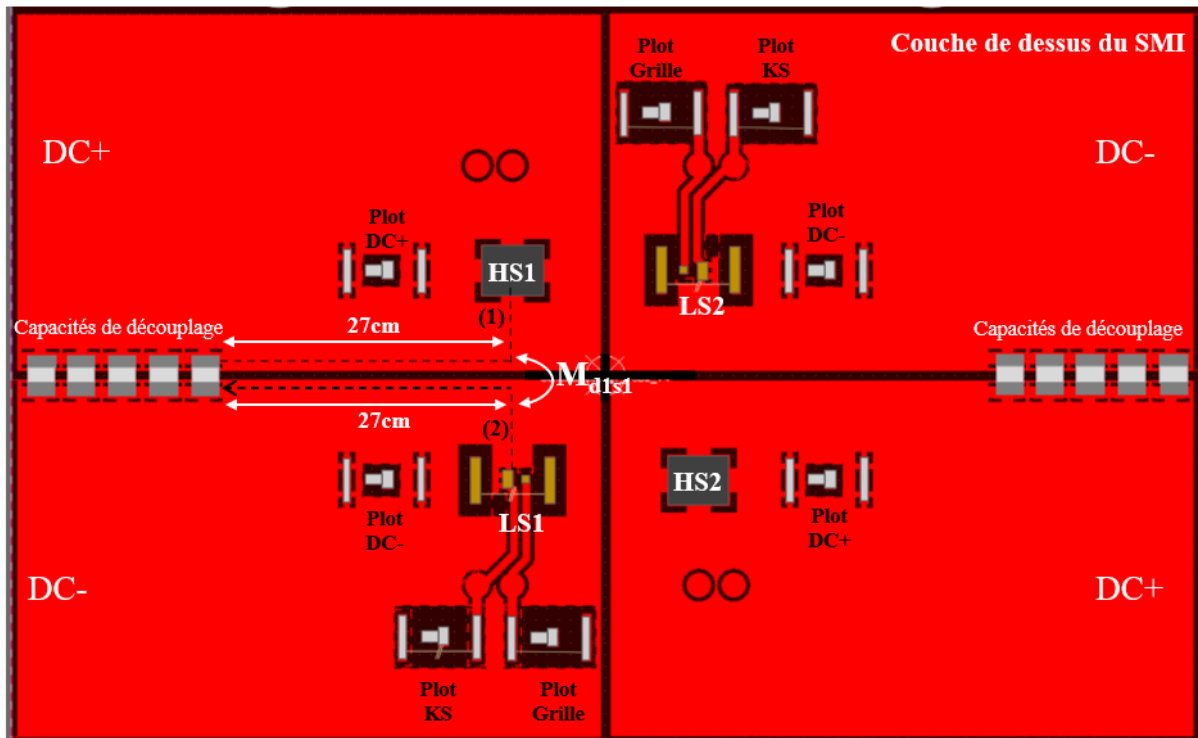 Couche de dessus du SMI
Plot
Grille
Plot
KS
DC+
DC-
Plot
DC+
HS1
Plot
DC-
LS2
(1)
Capacités de découplage
27cm
Capacités de découplage
Md1s1
27cm
(2)
HS2
Plot
DC-
LS1
Plot
DC+
DC-
DC+
Plot
KS
Plot
Grille